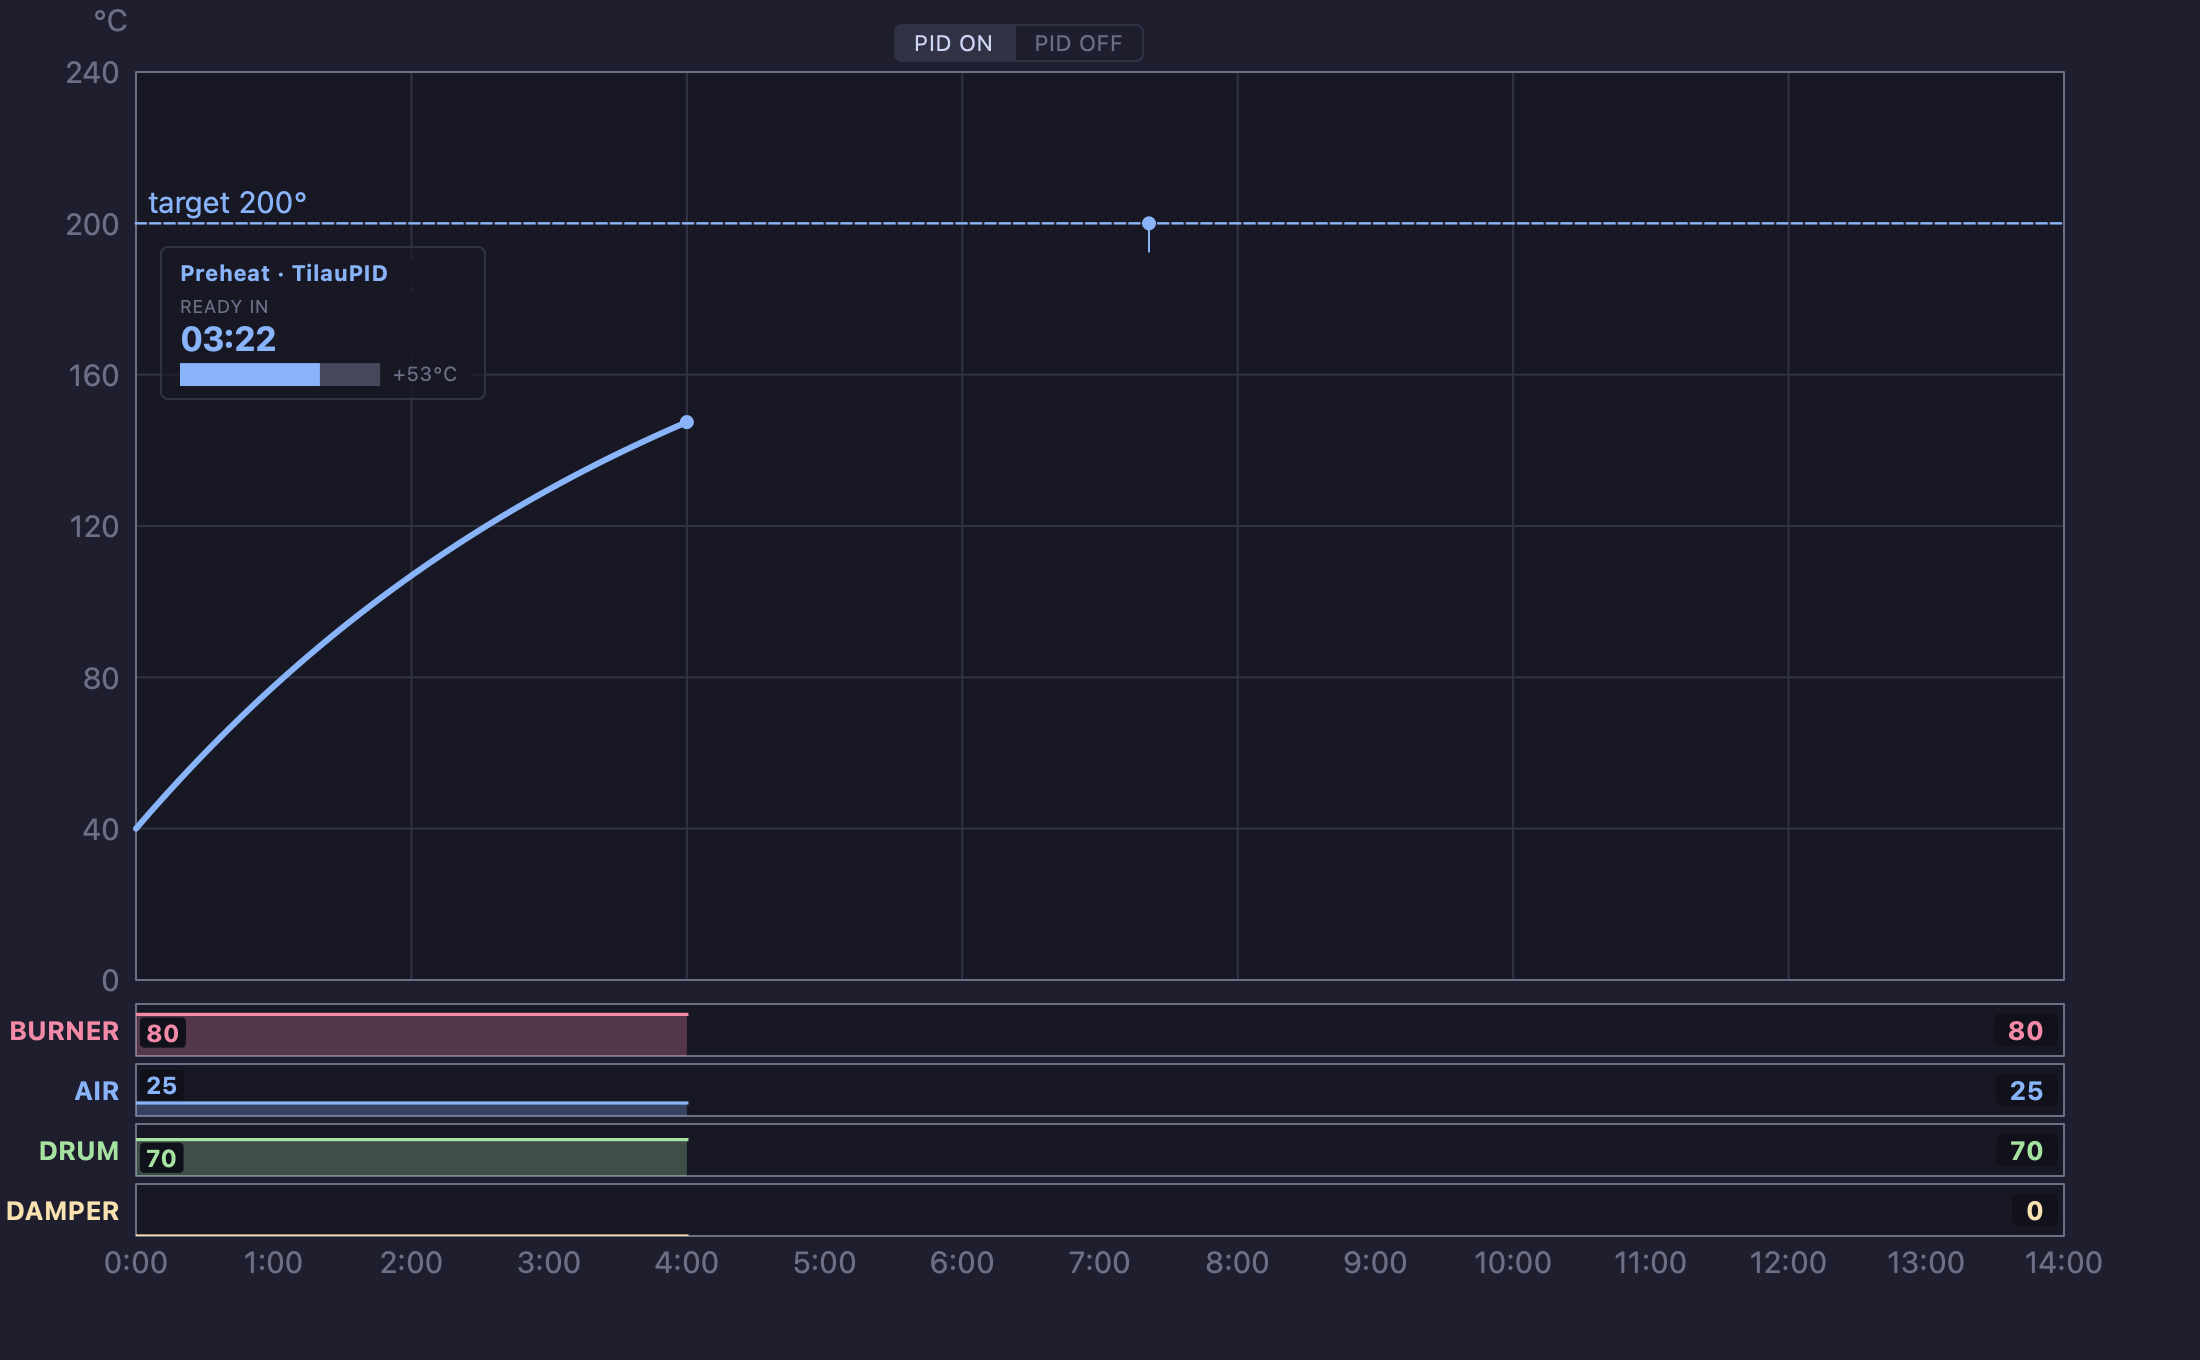 °C
PID ON PID OFF
240
target 200°
200
Preheat · TilauPID
READY IN
03:22
+53°C
160
120
80
40
0
BURNER 80 80
AIR 25 25
DRUM 70 70
DAMPER 0
0:00 1:00 2:00 3:00 4:00 5:00 6:00 7:00 8:00 9:00 10:00 11:00 12:00 13:00 14:00